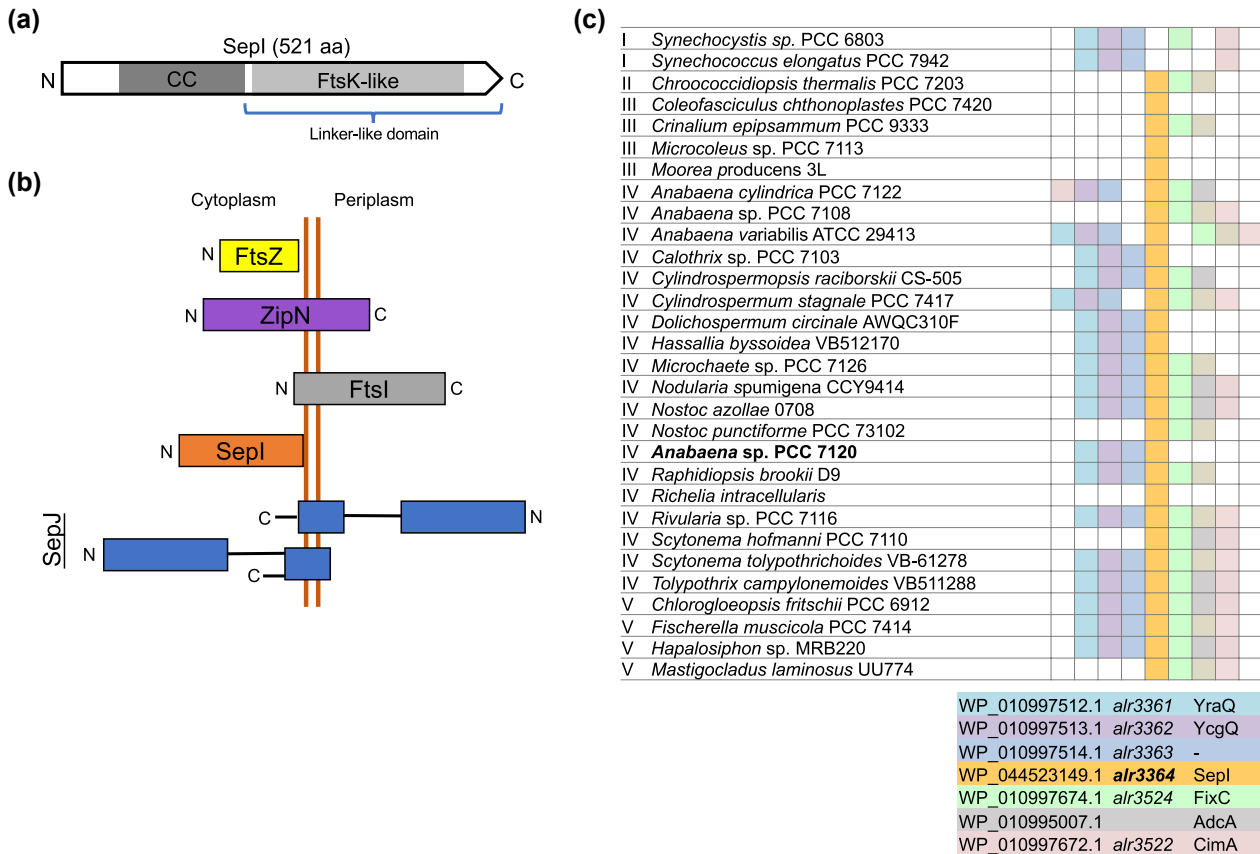 (a)
SepI (521 aa)
N CC FtsK-like C
Linker-like domain
(b)
Cytoplasm Periplasm
N FtsZ
N ZipN C
N FtsI C
N SepI
SepJ
C N
N
C
(c)
I Synechocystis sp. PCC 6803
I Synechococcus elongatus PCC 7942
II Chroococcidiopsis thermalis PCC 7203
III Coleofasciculus chthonoplastes PCC 7420
III Crinalium epipsammum PCC 9333
III Microcoleus sp. PCC 7113
III Moorea producens 3L
IV Anabaena cylindrica PCC 7122
IV Anabaena sp. PCC 7108
IV Anabaena variabilis ATCC 29413
IV Calothrix sp. PCC 7103
IV Cylindrospermopsis raciborskii CS-505
IV Cylindrospermum stagnale PCC 7417
IV Dolichospermum circinale AWQC310F
IV Hassallia byssoidea VB512170
IV Microchaete sp. PCC 7126
IV Nodularia spumigena CCY9414
IV Nostoc azollae 0708
IV Nostoc punctiforme PCC 73102
IV Anabaena sp. PCC 7120
IV Raphidiopsis brookii D9
IV Richelia intracellularis
IV Rivularia sp. PCC 7116
IV Scytonema hofmanni PCC 7110
IV Scytonema tolypothrichoides VB-61278
IV Tolypothrix campylonemoides VB511288
V Chlorogloeopsis fritschii PCC 6912
V Fischerella muscicola PCC 7414
V Hapalosiphon sp. MRB220
V Mastigocladus laminosus UU774
WP_010997512.1 alr3361 YraQ
WP_010997513.1 alr3362 YcgQ
WP_010997514.1 alr3363 -
WP_044523149.1 alr3364 SepI
WP_010997674.1 alr3524 FixC
WP_010995007.1 AdcA
WP_010997672.1 alr3522 CimA